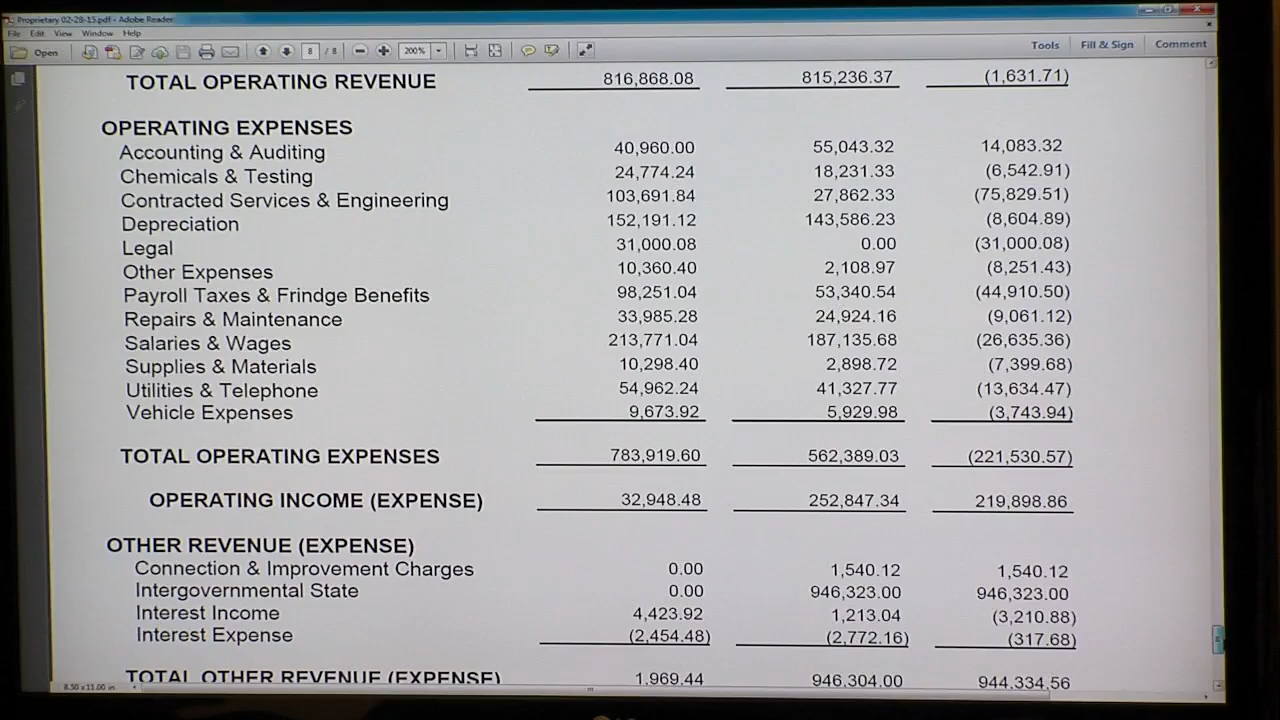 Proprietary 02-28-15.pdf - Adobe Reader
File Edit View Window Help
Open 8 / 8 200% Tools Fill & Sign Comment
TOTAL OPERATING REVENUE 816,868.08 815,236.37 (1,631.71)
OPERATING EXPENSES
Accounting & Auditing 40,960.00 55,043.32 14,083.32
Chemicals & Testing 24,774.24 18,231.33 (6,542.91)
Contracted Services & Engineering 103,691.84 27,862.33 (75,829.51)
Depreciation 152,191.12 143,586.23 (8,604.89)
Legal 31,000.08 0.00 (31,000.08)
Other Expenses 10,360.40 2,108.97 (8,251.43)
Payroll Taxes & Frindge Benefits 98,251.04 53,340.54 (44,910.50)
Repairs & Maintenance 33,985.28 24,924.16 (9,061.12)
Salaries & Wages 213,771.04 187,135.68 (26,635.36)
Supplies & Materials 10,298.40 2,898.72 (7,399.68)
Utilities & Telephone 54,962.24 41,327.77 (13,634.47)
Vehicle Expenses 9,673.92 5,929.98 (3,743.94)
TOTAL OPERATING EXPENSES 783,919.60 562,389.03 (221,530.57)
OPERATING INCOME (EXPENSE) 32,948.48 252,847.34 219,898.86
OTHER REVENUE (EXPENSE)
Connection & Improvement Charges 0.00 1,540.12 1,540.12
Intergovernmental State 0.00 946,323.00 946,323.00
Interest Income 4,423.92 1,213.04 (3,210.88)
Interest Expense (2,454.48) (2,772.16) (317.68)
TOTAL OTHER REVENUE (EXPENSE) 1,969.44 946,304.00 944,334.56
8.50 x 11.00 in